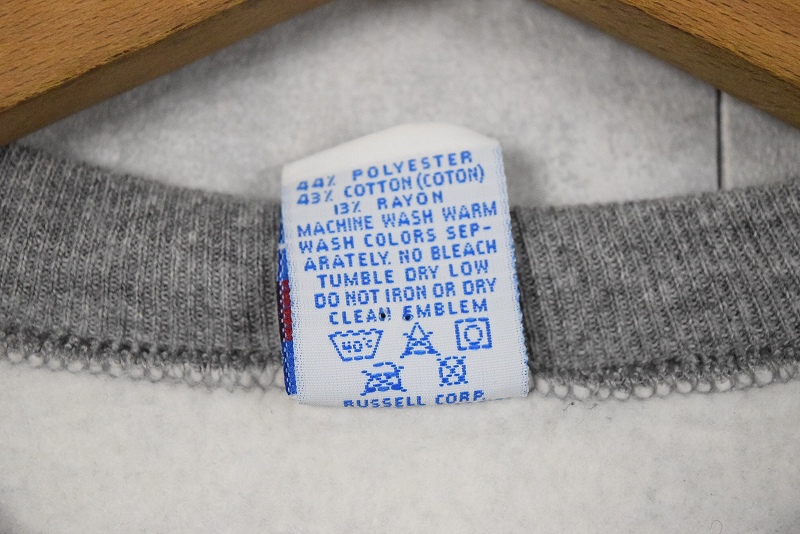 44% POLYESTER
43% COTTON (COTON)
13% RAYON
MACHINE WASH WARM
WASH COLORS SEP-
ARATELY. NO BLEACH
TUMBLE DRY LOW
DO NOT IRON OR DRY
CLEAN EMBLEM
40°
RUSSELL CORP.